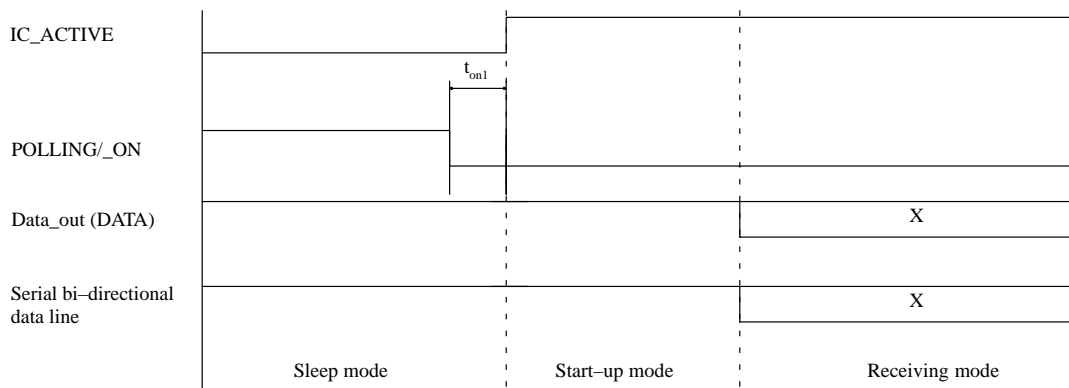 IC_ACTIVE
t_on1
POLLING/_ON
Data_out (DATA)
X
Serial bi–directional
data line
X
Sleep mode
Start–up mode
Receiving mode